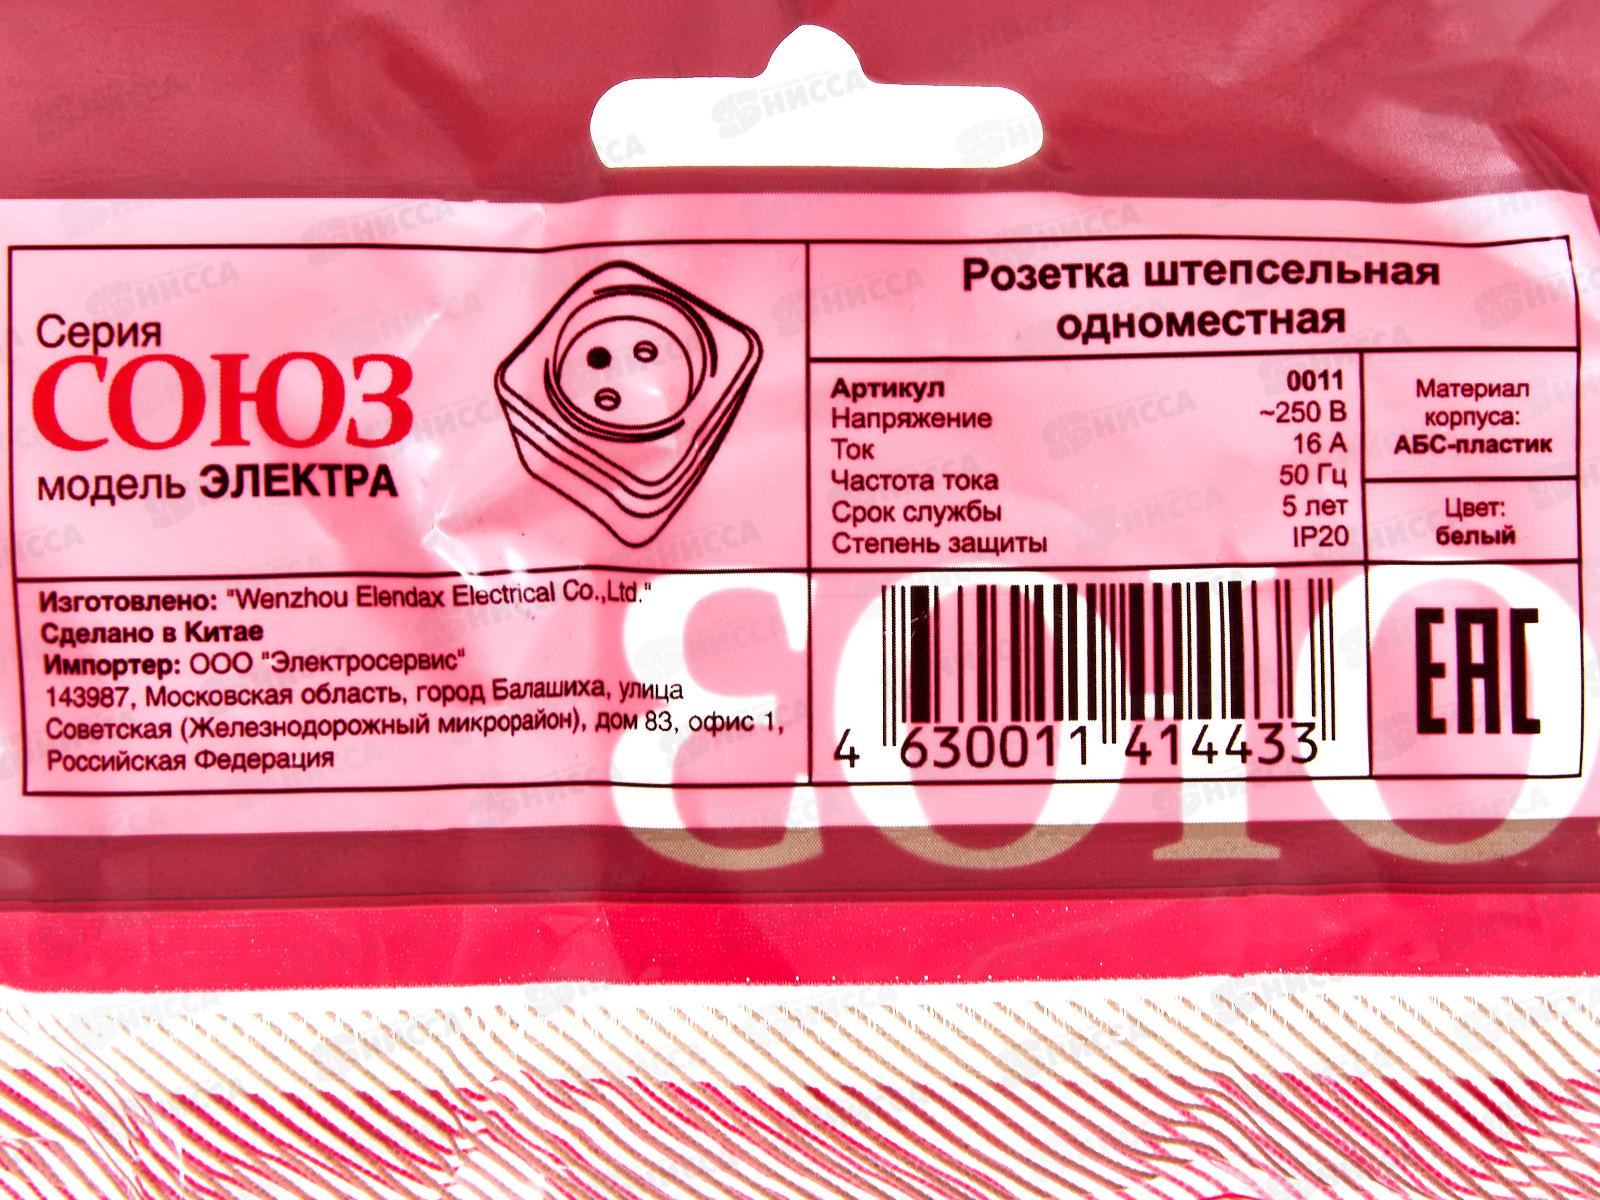 Серия
СОЮЗ
модель ЭЛЕКТРА
Розетка штепсельная
одноместная
Артикул 0011
Напряжение ~250 В
Ток 16 А
Частота тока 50 Гц
Срок службы 5 лет
Степень защиты IP20
Материал
корпуса:
АБС-пластик
Цвет:
белый
Изготовлено: "Wenzhou Elendax Electrical Co.,Ltd."
Сделано в Китае
Импортер: ООО "Электросервис"
143987, Московская область, город Балашиха, улица
Советская (Железнодорожный микрорайон), дом 83, офис 1,
Российская Федерация
4 630011 414433
ЕАС
НИССА